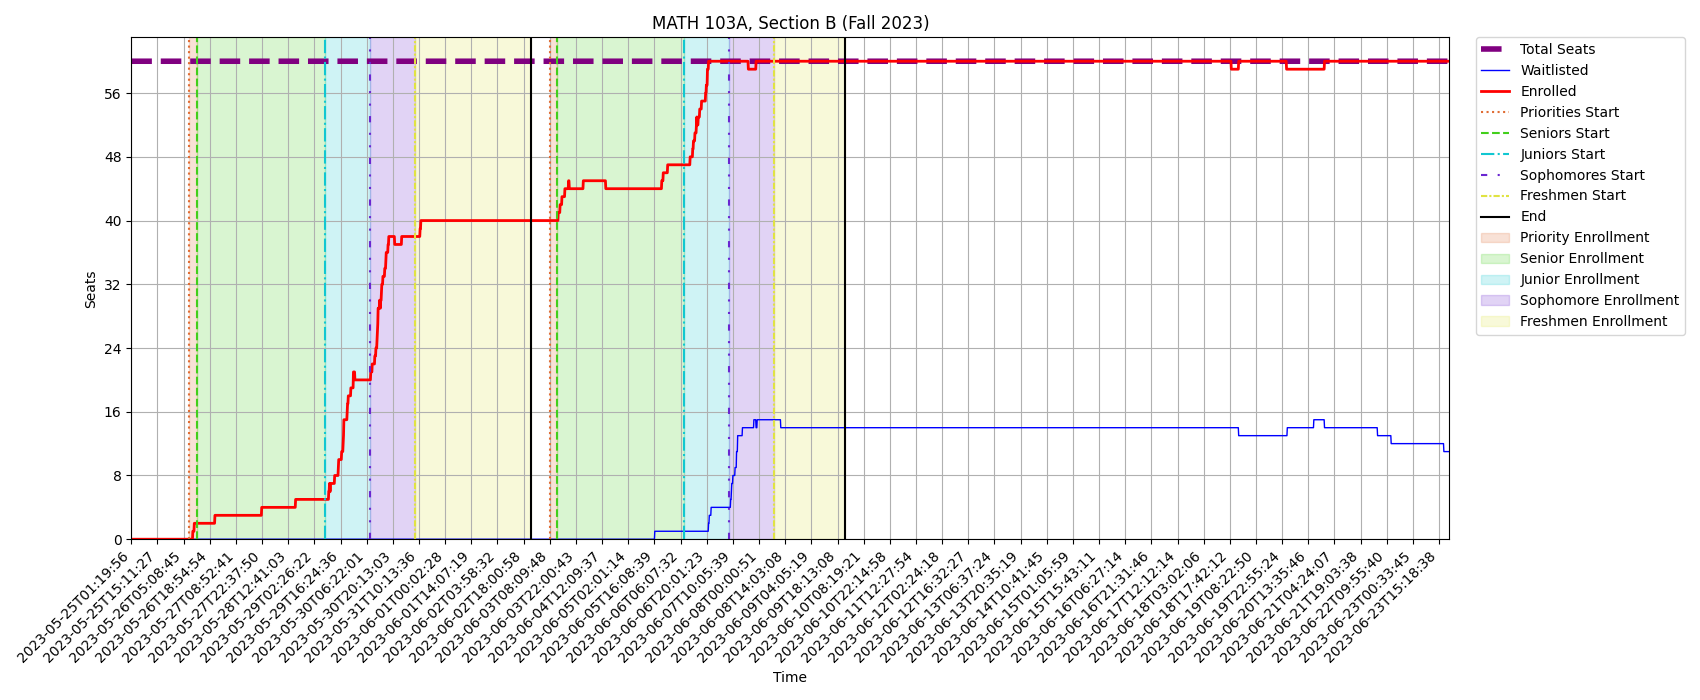 MATH 103A, Section B (Fall 2023)
Seats
56
48
40
32
24
16
8
0
2023-05-25T01:19:56
2023-05-25T15:11:27
2023-05-26T05:08:45
2023-05-26T18:54:54
2023-05-27T08:52:41
2023-05-27T22:37:50
2023-05-28T12:41:03
2023-05-29T02:26:22
2023-05-29T16:24:36
2023-05-30T06:22:01
2023-05-30T20:13:03
2023-05-31T10:13:36
2023-06-01T00:02:28
2023-06-01T14:07:19
2023-06-02T03:58:32
2023-06-02T18:00:58
2023-06-03T08:09:48
2023-06-03T22:00:43
2023-06-04T12:09:37
2023-06-05T02:01:14
2023-06-05T16:08:39
2023-06-06T06:07:32
2023-06-06T20:01:23
2023-06-07T10:05:39
2023-06-08T00:00:51
2023-06-08T14:03:08
2023-06-09T04:05:19
2023-06-09T18:13:08
2023-06-10T08:19:21
2023-06-10T22:14:58
2023-06-11T12:27:54
2023-06-12T02:24:18
2023-06-12T16:32:27
2023-06-13T06:37:24
2023-06-13T20:35:19
2023-06-14T10:41:45
2023-06-15T01:05:59
2023-06-15T15:43:11
2023-06-16T06:27:14
2023-06-16T21:31:46
2023-06-17T12:12:14
2023-06-18T03:02:06
2023-06-18T17:42:12
2023-06-19T08:22:50
2023-06-19T22:55:24
2023-06-20T13:35:46
2023-06-21T04:24:07
2023-06-21T19:03:38
2023-06-22T09:55:40
2023-06-23T00:33:45
2023-06-23T15:18:38
Time
Total Seats
Waitlisted
Enrolled
Priorities Start
Seniors Start
Juniors Start
Sophomores Start
Freshmen Start
End
Priority Enrollment
Senior Enrollment
Junior Enrollment
Sophomore Enrollment
Freshmen Enrollment